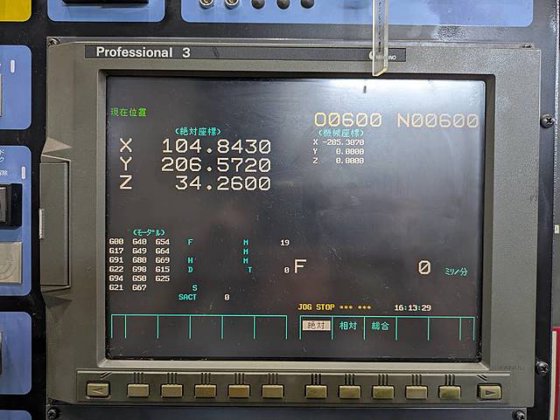 Professional 3
現在位置
O0600 N00600
(絶対座標)
(機械座標)
X 104.8430
Y 206.5720
Z 34.2600
X -205.3070
Y 0.0000
Z 0.0000
(モーダル)
G00 G40 G54 F M 19
G17 G49 G64 M
G91 G80 G69 H M
G22 G98 G15 D T 0
G94 G50 G25
G21 G67 S
SACT 0
F 0 ミリ/分
JOG STOP *** *** 16:13:29
絶対 相対 総合